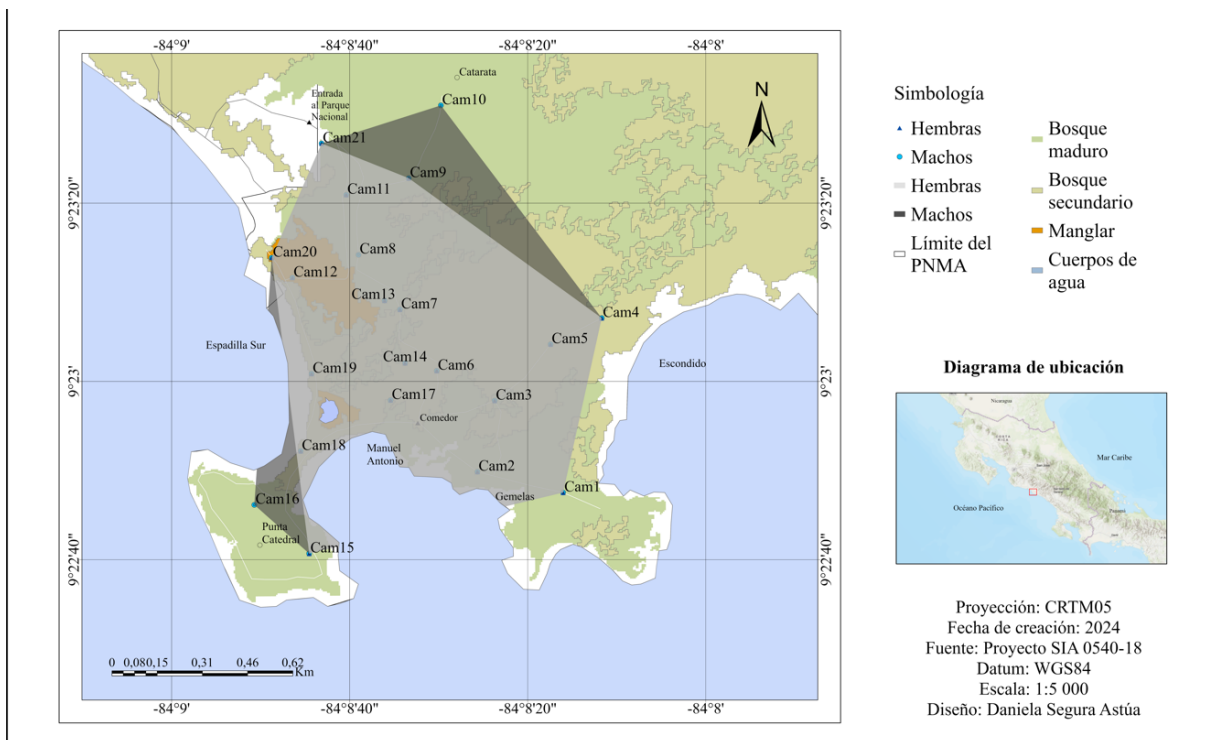 -84°9'
-84°8'40"
-84°8'20"
-84°8'
Catarata
Entrada
al Parque
Nacional
Cam10
Cam21
Cam9
Cam11
9°23'20"
9°23'20"
Cam20
Cam8
Cam12
Cam13
Cam7
Cam4
Cam5
Espadilla Sur
Cam14
Cam6
Escondido
Cam19
9°23'
9°23'
Cam17
Cam3
Comedor
Cam18
Manuel
Antonio
Cam2
Gemelas
Cam1
Cam16
Punta
Catedral
Cam15
9°22'40"
9°22'40"
0 0,080,15 0,31 0,46 0,62
Km
-84°9'
-84°8'40"
-84°8'20"
-84°8'
N
Simbología
Hembras
Machos
Hembras
Machos
Límite del
PNMA
Bosque
maduro
Bosque
secundario
Manglar
Cuerpos de
agua
Diagrama de ubicación
Nicaragua
Mar Caribe
Océano Pacífico
Panamá
Proyección: CRTM05
Fecha de creación: 2024
Fuente: Proyecto SIA 0540-18
Datum: WGS84
Escala: 1:5 000
Diseño: Daniela Segura Astúa